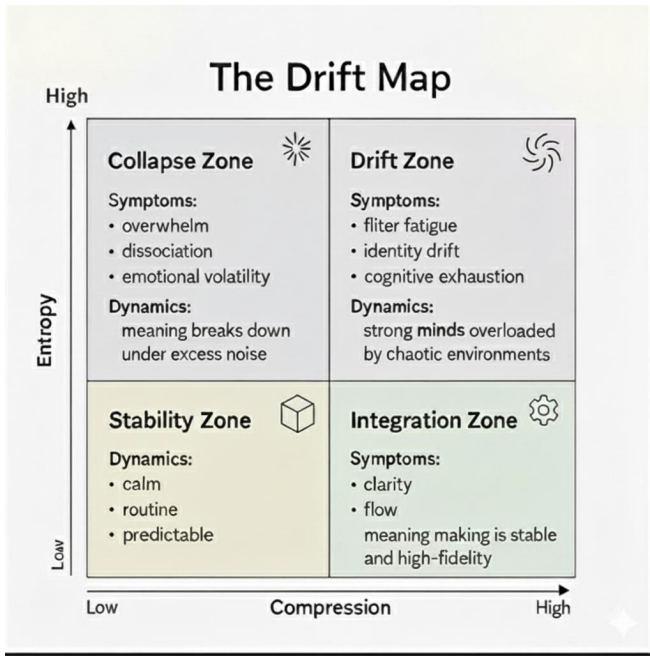 The Drift Map
High
Collapse Zone
Symptoms:
• overwhelm
• dissociation
• emotional volatility
Dynamics:
meaning breaks down
under excess noise
Drift Zone
Symptoms:
• fliter fatigue
• identity drift
• cognitive exhaustion
Dynamics:
strong minds overloaded
by chaotic environments
Entropy
Stability Zone
Dynamics:
• calm
• routine
• predictable
Integration Zone
Symptoms:
• clarity
• flow
meaning making is stable
and high-fidelity
Low
Low
Compression
High